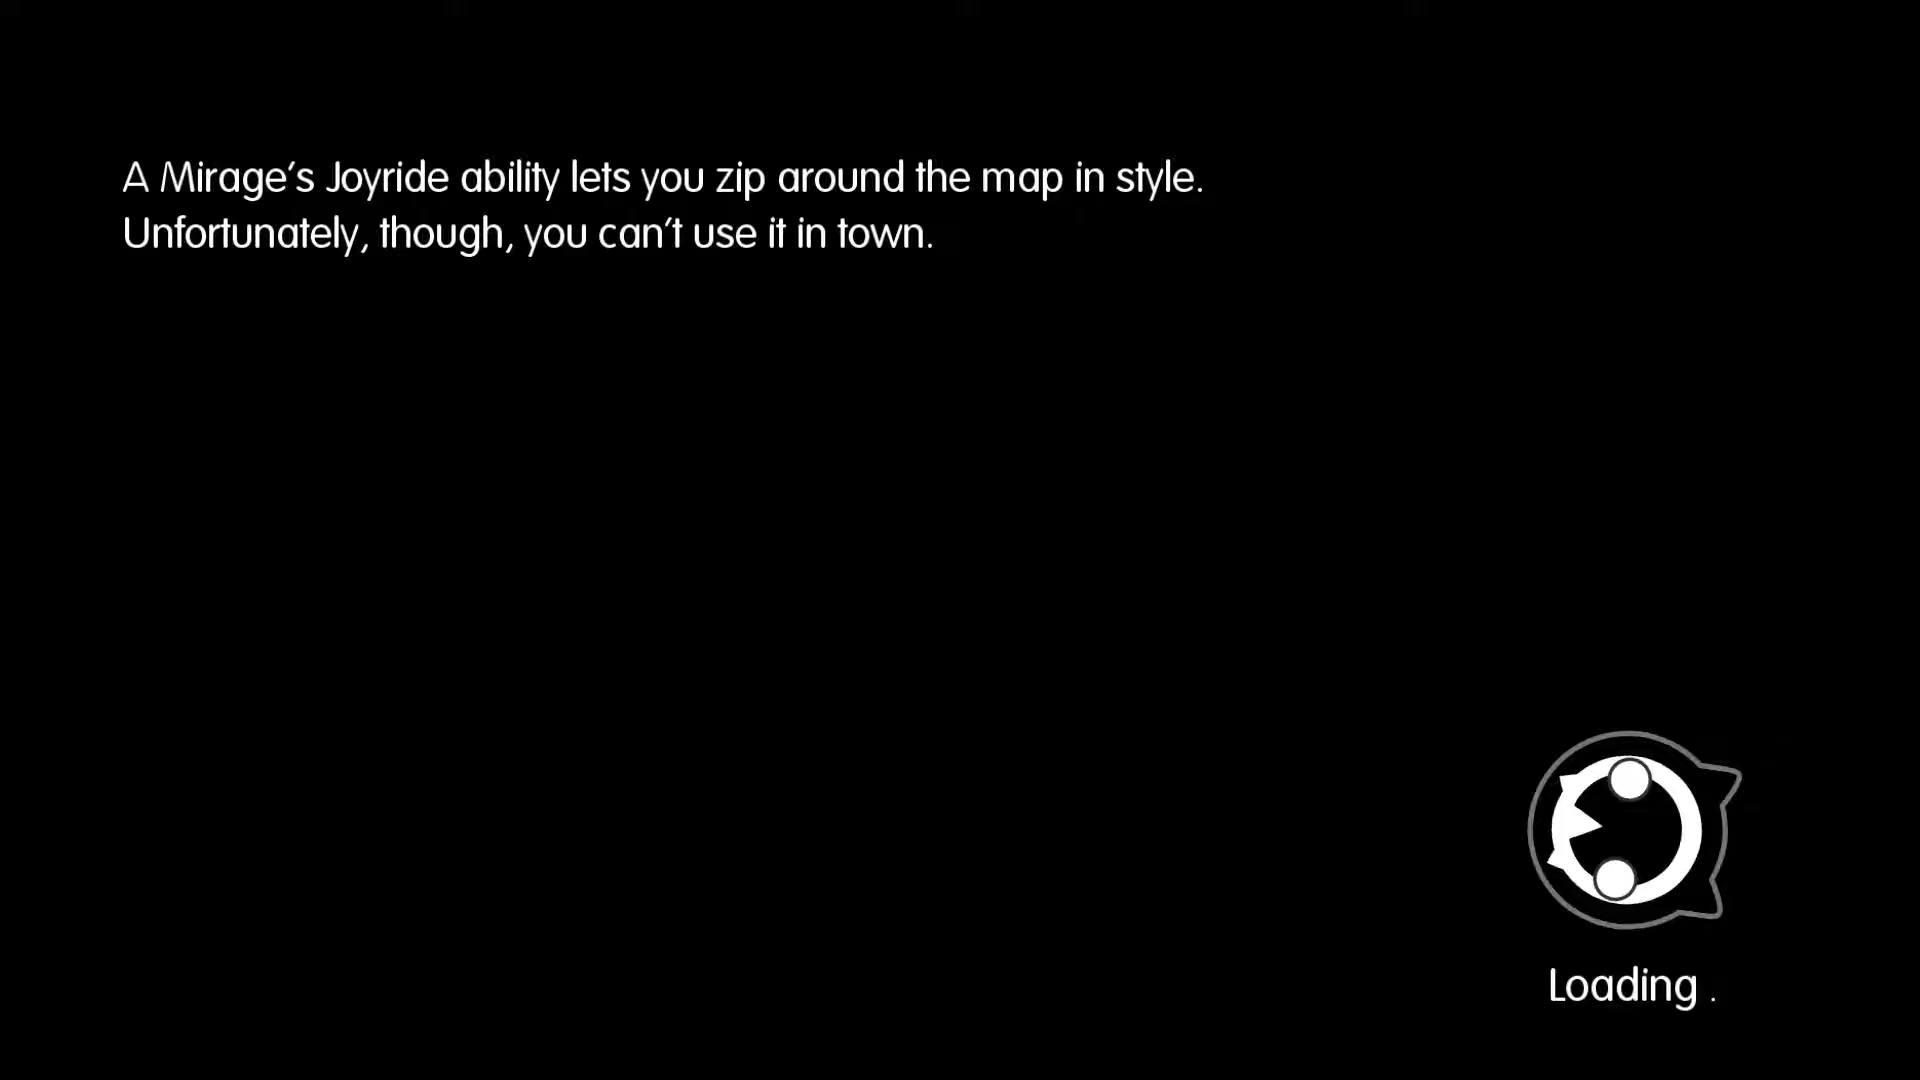 A Mirage's Joyride ability lets you zip around the map in style.
Unfortunately, though, you can't use it in town.
Loading .